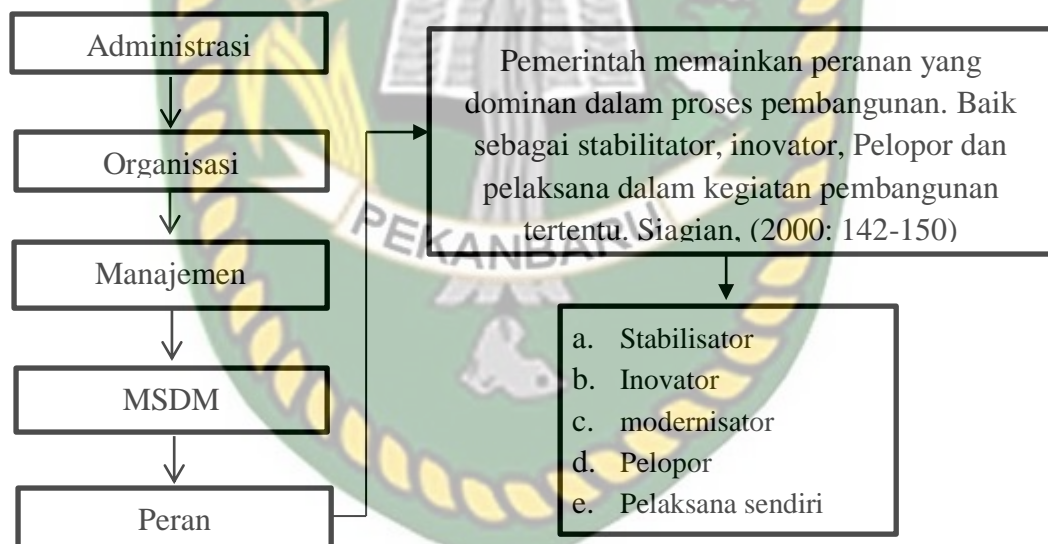 Administrasi
Organisasi
Manajemen
MSDM
Peran
Pemerintah memainkan peranan yang
dominan dalam proses pembangunan. Baik
sebagai stabilitator, inovator, Pelopor dan
pelaksana dalam kegiatan pembangunan
tertentu. Siagian, (2000: 142-150)
a. Stabilisator
b. Inovator
c. modernisator
d. Pelopor
e. Pelaksana sendiri
PEKANBARU